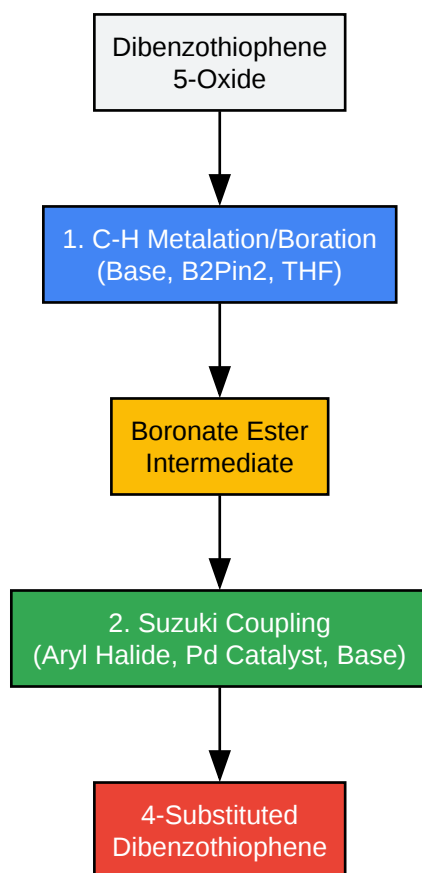 Dibenzothiophene
5-Oxide
1. C-H Metalation/Boration
(Base, B2Pin2, THF)
Boronate Ester
Intermediate
2. Suzuki Coupling
(Aryl Halide, Pd Catalyst, Base)
4-Substituted
Dibenzothiophene